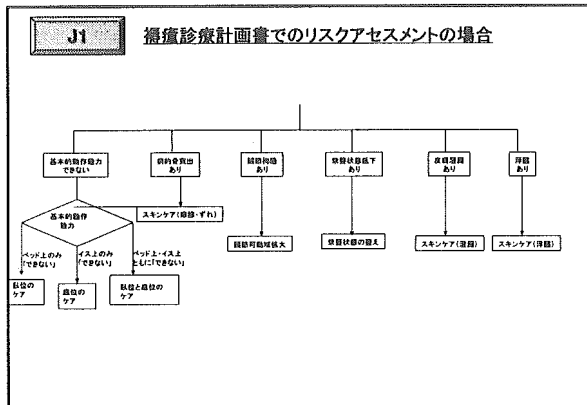 J1
褥瘡診療計画書でのリスクアセスメントの場合
基本的動作能力
できない
病的骨突出
あり
関節拘縮
あり
栄養状態低下
あり
皮膚湿潤
あり
浮腫
あり
基本的動作
能力
スキンケア(摩擦・ずれ)
関節可動域拡大
栄養状態の整え
スキンケア(湿潤)
スキンケア(浮腫)
ベッド上のみ
「できない」
イス上のみ
「できない」
ベッド上・イス上
ともに「できない」
臥位の
ケア
座位の
ケア
臥位と座位の
ケア